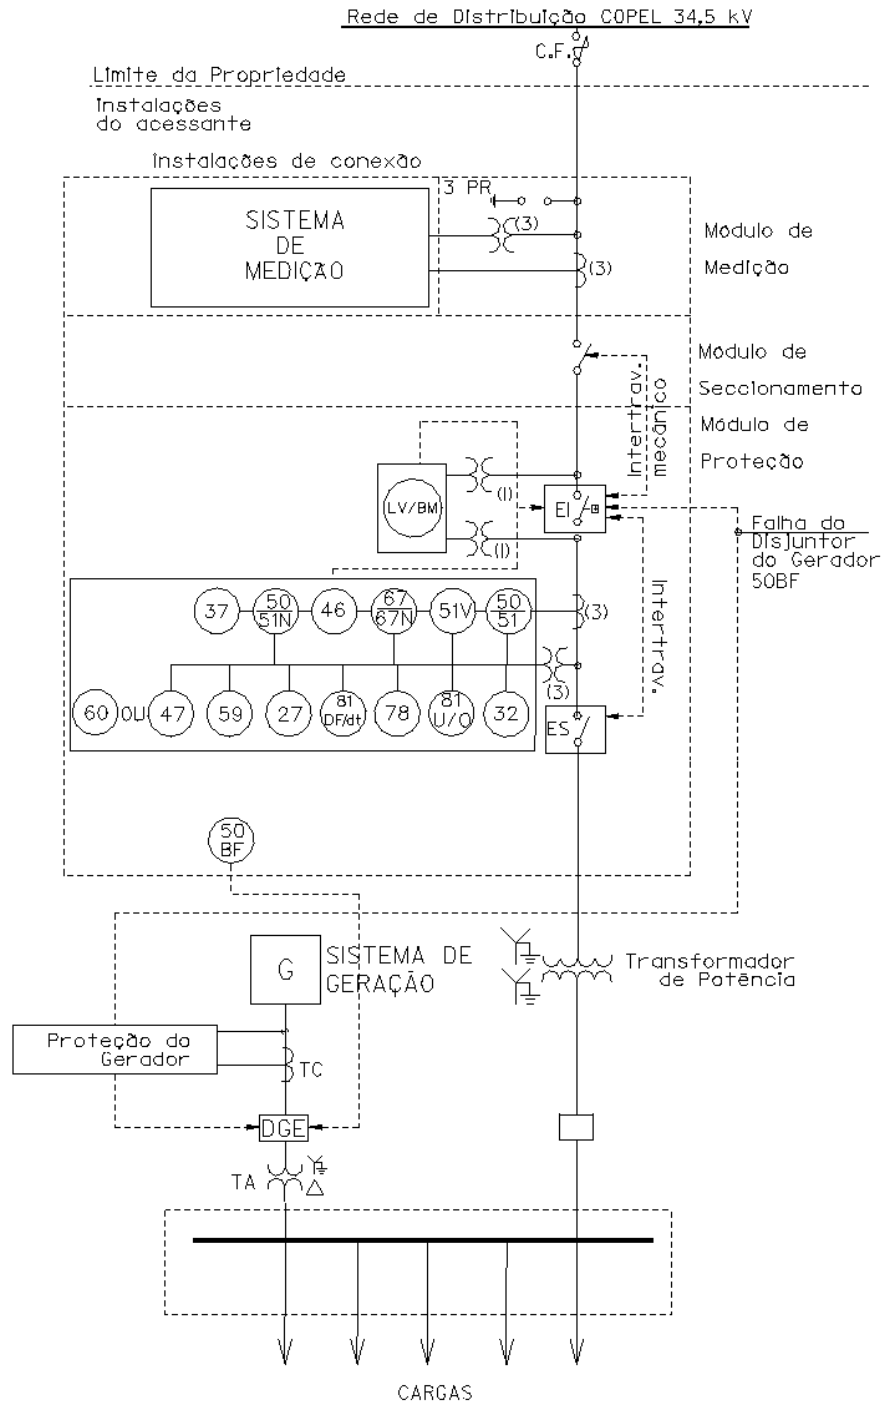 Rede de Distribuição COPEL 34,5 kV
C.F.
Limite da Propriedade
Instalações
do acessante
Instalações de conexão
3 PR
(3)
SISTEMA
DE
MEDIÇÃO
(3)
Módulo de
Medição
Módulo de
Seccionamento
Intertrav.
mecânico
Módulo de
Proteção
LV/BM
(1)
(1)
EI
Falha do
Disjuntor
do Gerador
50BF
37
50
51N
46
67
67N
51V
50
51
(3)
Intertrav.
(3)
60
OU
47
59
27
81
DF/dt
78
81
U/O
32
ES
50
BF
G
SISTEMA DE
GERAÇÃO
Transformador
de Potência
Proteção do
Gerador
TC
DGE
TA
CARGAS